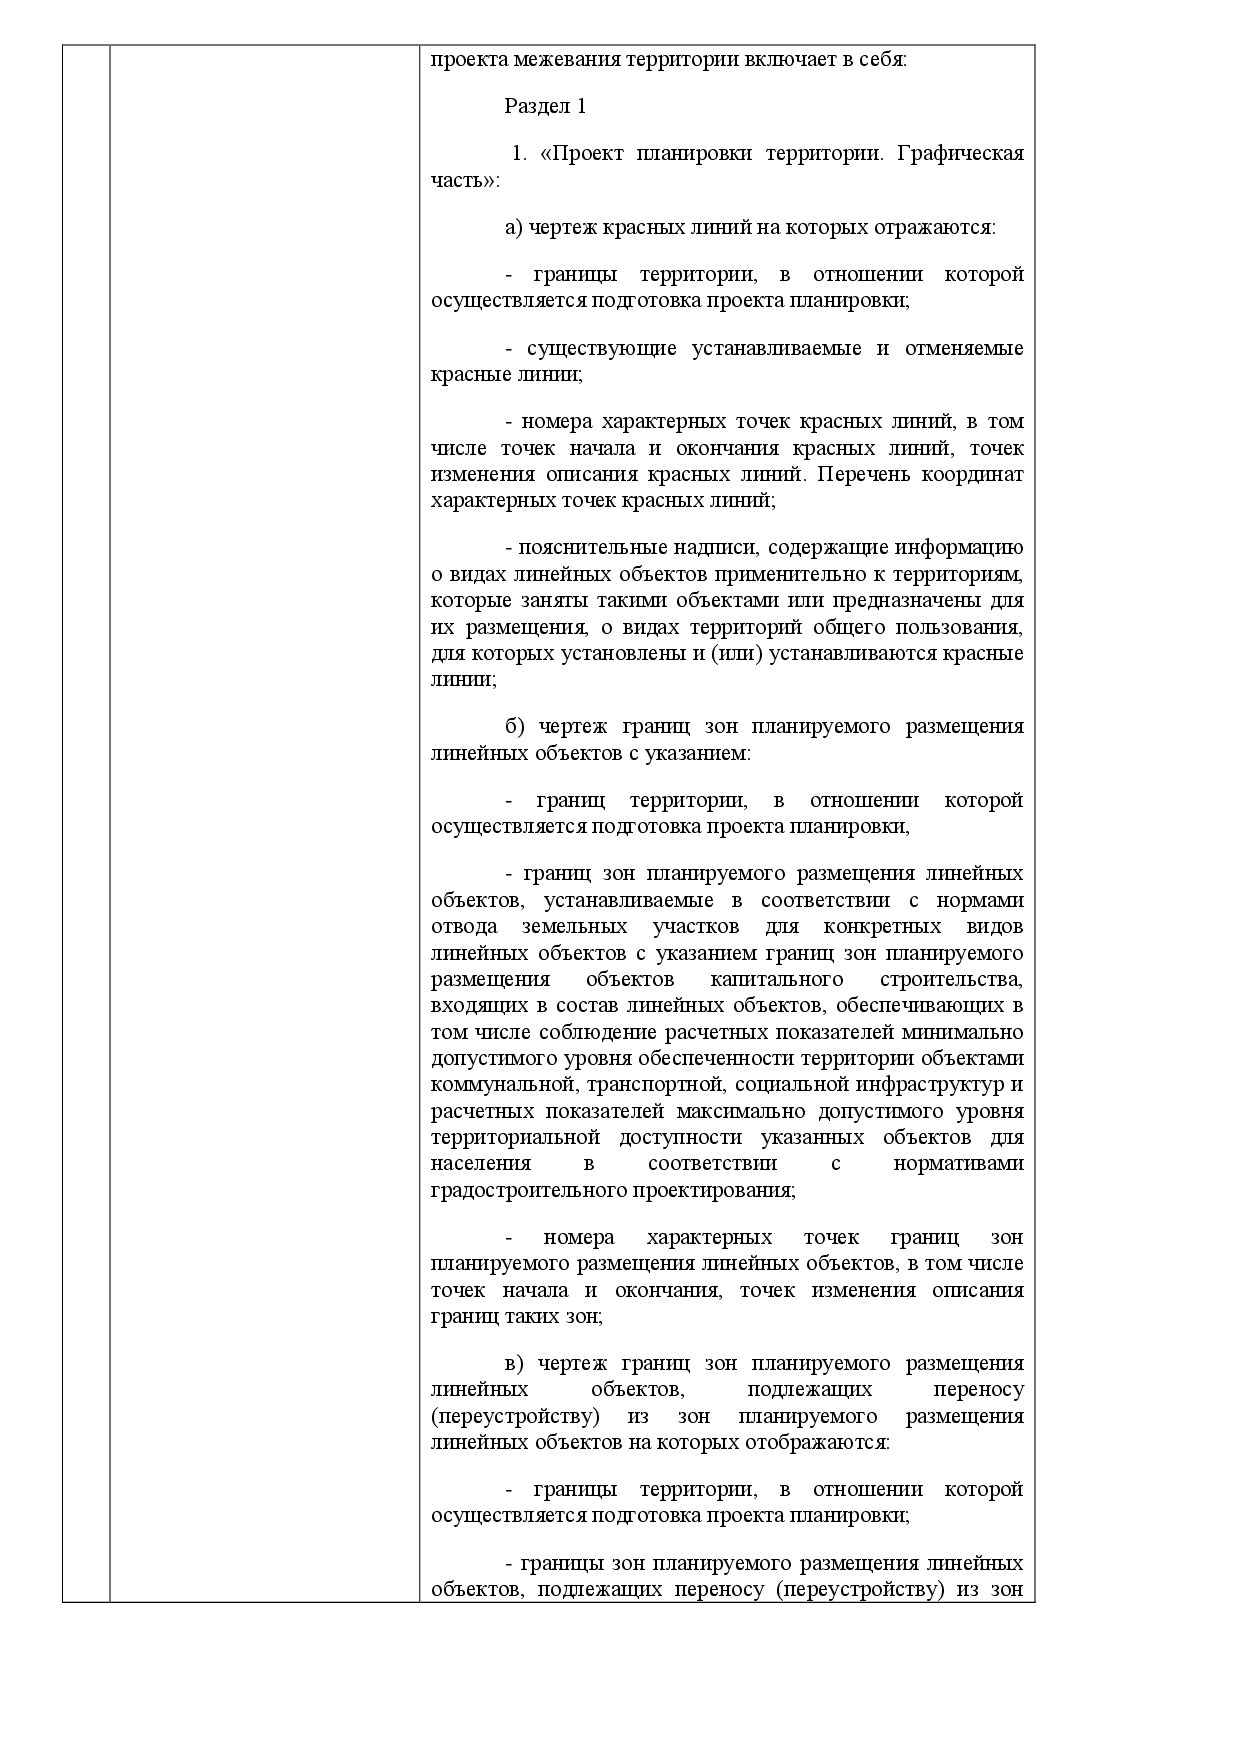 проекта межевания территории включает в себя:
Раздел 1
1. «Проект планировки территории. Графическая
часть»:
а) чертеж красных линий на которых отражаются:
- границы территории, в отношении которой
осуществляется подготовка проекта планировки;
- существующие устанавливаемые и отменяемые
красные линии;
- номера характерных точек красных линий, в том
числе точек начала и окончания красных линий, точек
изменения описания красных линий. Перечень координат
характерных точек красных линий;
- пояснительные надписи, содержащие информацию
о видах линейных объектов применительно к территориям,
которые заняты такими объектами или предназначены для
их размещения, о видах территорий общего пользования,
для которых установлены и (или) устанавливаются красные
линии;
б) чертеж границ зон планируемого размещения
линейных объектов с указанием:
- границ территории, в отношении которой
осуществляется подготовка проекта планировки,
- границ зон планируемого размещения линейных
объектов, устанавливаемые в соответствии с нормами
отвода земельных участков для конкретных видов
линейных объектов с указанием границ зон планируемого
размещения объектов капитального строительства,
входящих в состав линейных объектов, обеспечивающих в
том числе соблюдение расчетных показателей минимально
допустимого уровня обеспеченности территории объектами
коммунальной, транспортной, социальной инфраструктур и
расчетных показателей максимально допустимого уровня
территориальной доступности указанных объектов для
населения в соответствии с нормативами
градостроительного проектирования;
- номера характерных точек границ зон
планируемого размещения линейных объектов, в том числе
точек начала и окончания, точек изменения описания
границ таких зон;
в) чертеж границ зон планируемого размещения
линейных объектов, подлежащих переносу
(переустройству) из зон планируемого размещения
линейных объектов на которых отображаются:
- границы территории, в отношении которой
осуществляется подготовка проекта планировки;
- границы зон планируемого размещения линейных
объектов, подлежащих переносу (переустройству) из зон